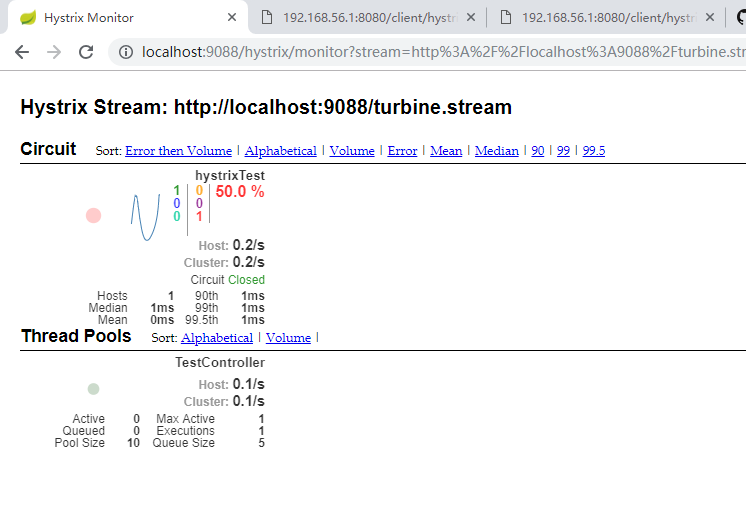 Hystrix Monitor
192.168.56.1:8080/client/hystri
192.168.56.1:8080/client/hystri
localhost:9088/hystrix/monitor?stream=http%3A%2F%2Flocalhost%3A9088%2Fturbine.str
Hystrix Stream: http://localhost:9088/turbine.stream
Circuit Sort: Error then Volume | Alphabetical | Volume | Error | Mean | Median | 90 | 99 | 99.5
hystrixTest
1 0 50.0 %
0 0
0 1
Host: 0.2/s
Cluster: 0.2/s
Circuit Closed
Hosts 1 90th 1ms
Median 1ms 99th 1ms
Mean 0ms 99.5th 1ms
Thread Pools Sort: Alphabetical | Volume |
TestController
Host: 0.1/s
Cluster: 0.1/s
Active 0 Max Active 1
Queued 0 Executions 1
Pool Size 10 Queue Size 5